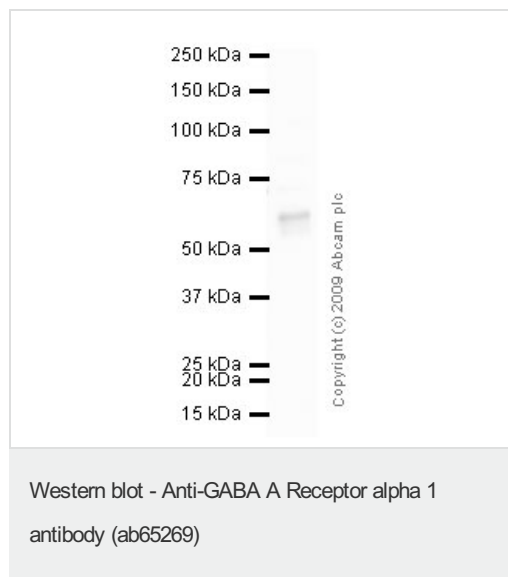 250 kDa
150 kDa
100 kDa
75 kDa
50 kDa
37 kDa
25 kDa
20 kDa
15 kDa
Copyright (c) 2009 Abcam plc
Western blot - Anti-GABA A Receptor alpha 1
antibody (ab65269)